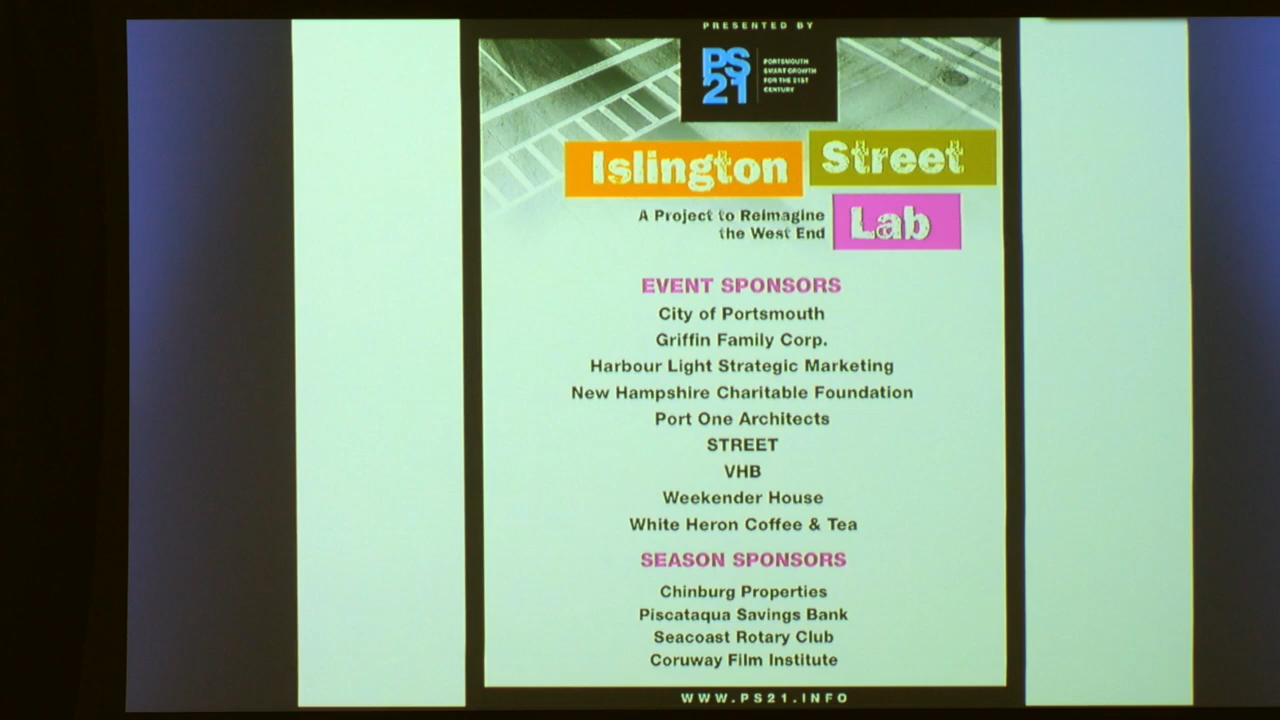 PRESENTED BY
PS
21
PORTSMOUTH
SMART GROWTH
FOR THE 21ST
CENTURY
Islington Street
A Project to Reimagine
the West End
Lab
EVENT SPONSORS
City of Portsmouth
Griffin Family Corp.
Harbour Light Strategic Marketing
New Hampshire Charitable Foundation
Port One Architects
STREET
VHB
Weekender House
White Heron Coffee & Tea
SEASON SPONSORS
Chinburg Properties
Piscataqua Savings Bank
Seacoast Rotary Club
Coruway Film Institute
WWW.PS21.INFO